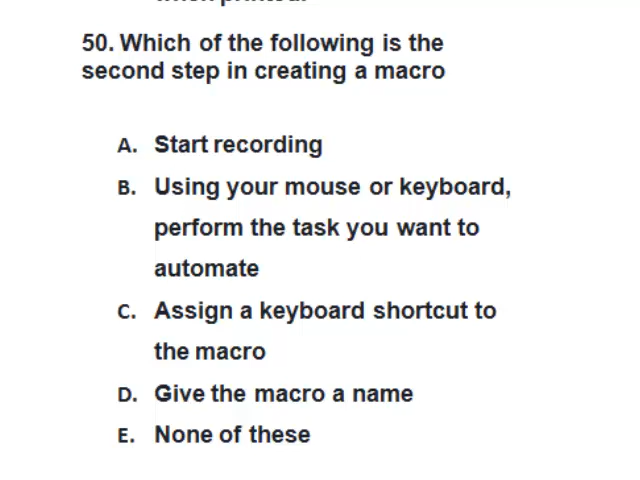 50. Which of the following is the
second step in creating a macro
A. Start recording
B. Using your mouse or keyboard,
perform the task you want to
automate
C. Assign a keyboard shortcut to
the macro
D. Give the macro a name
E. None of these